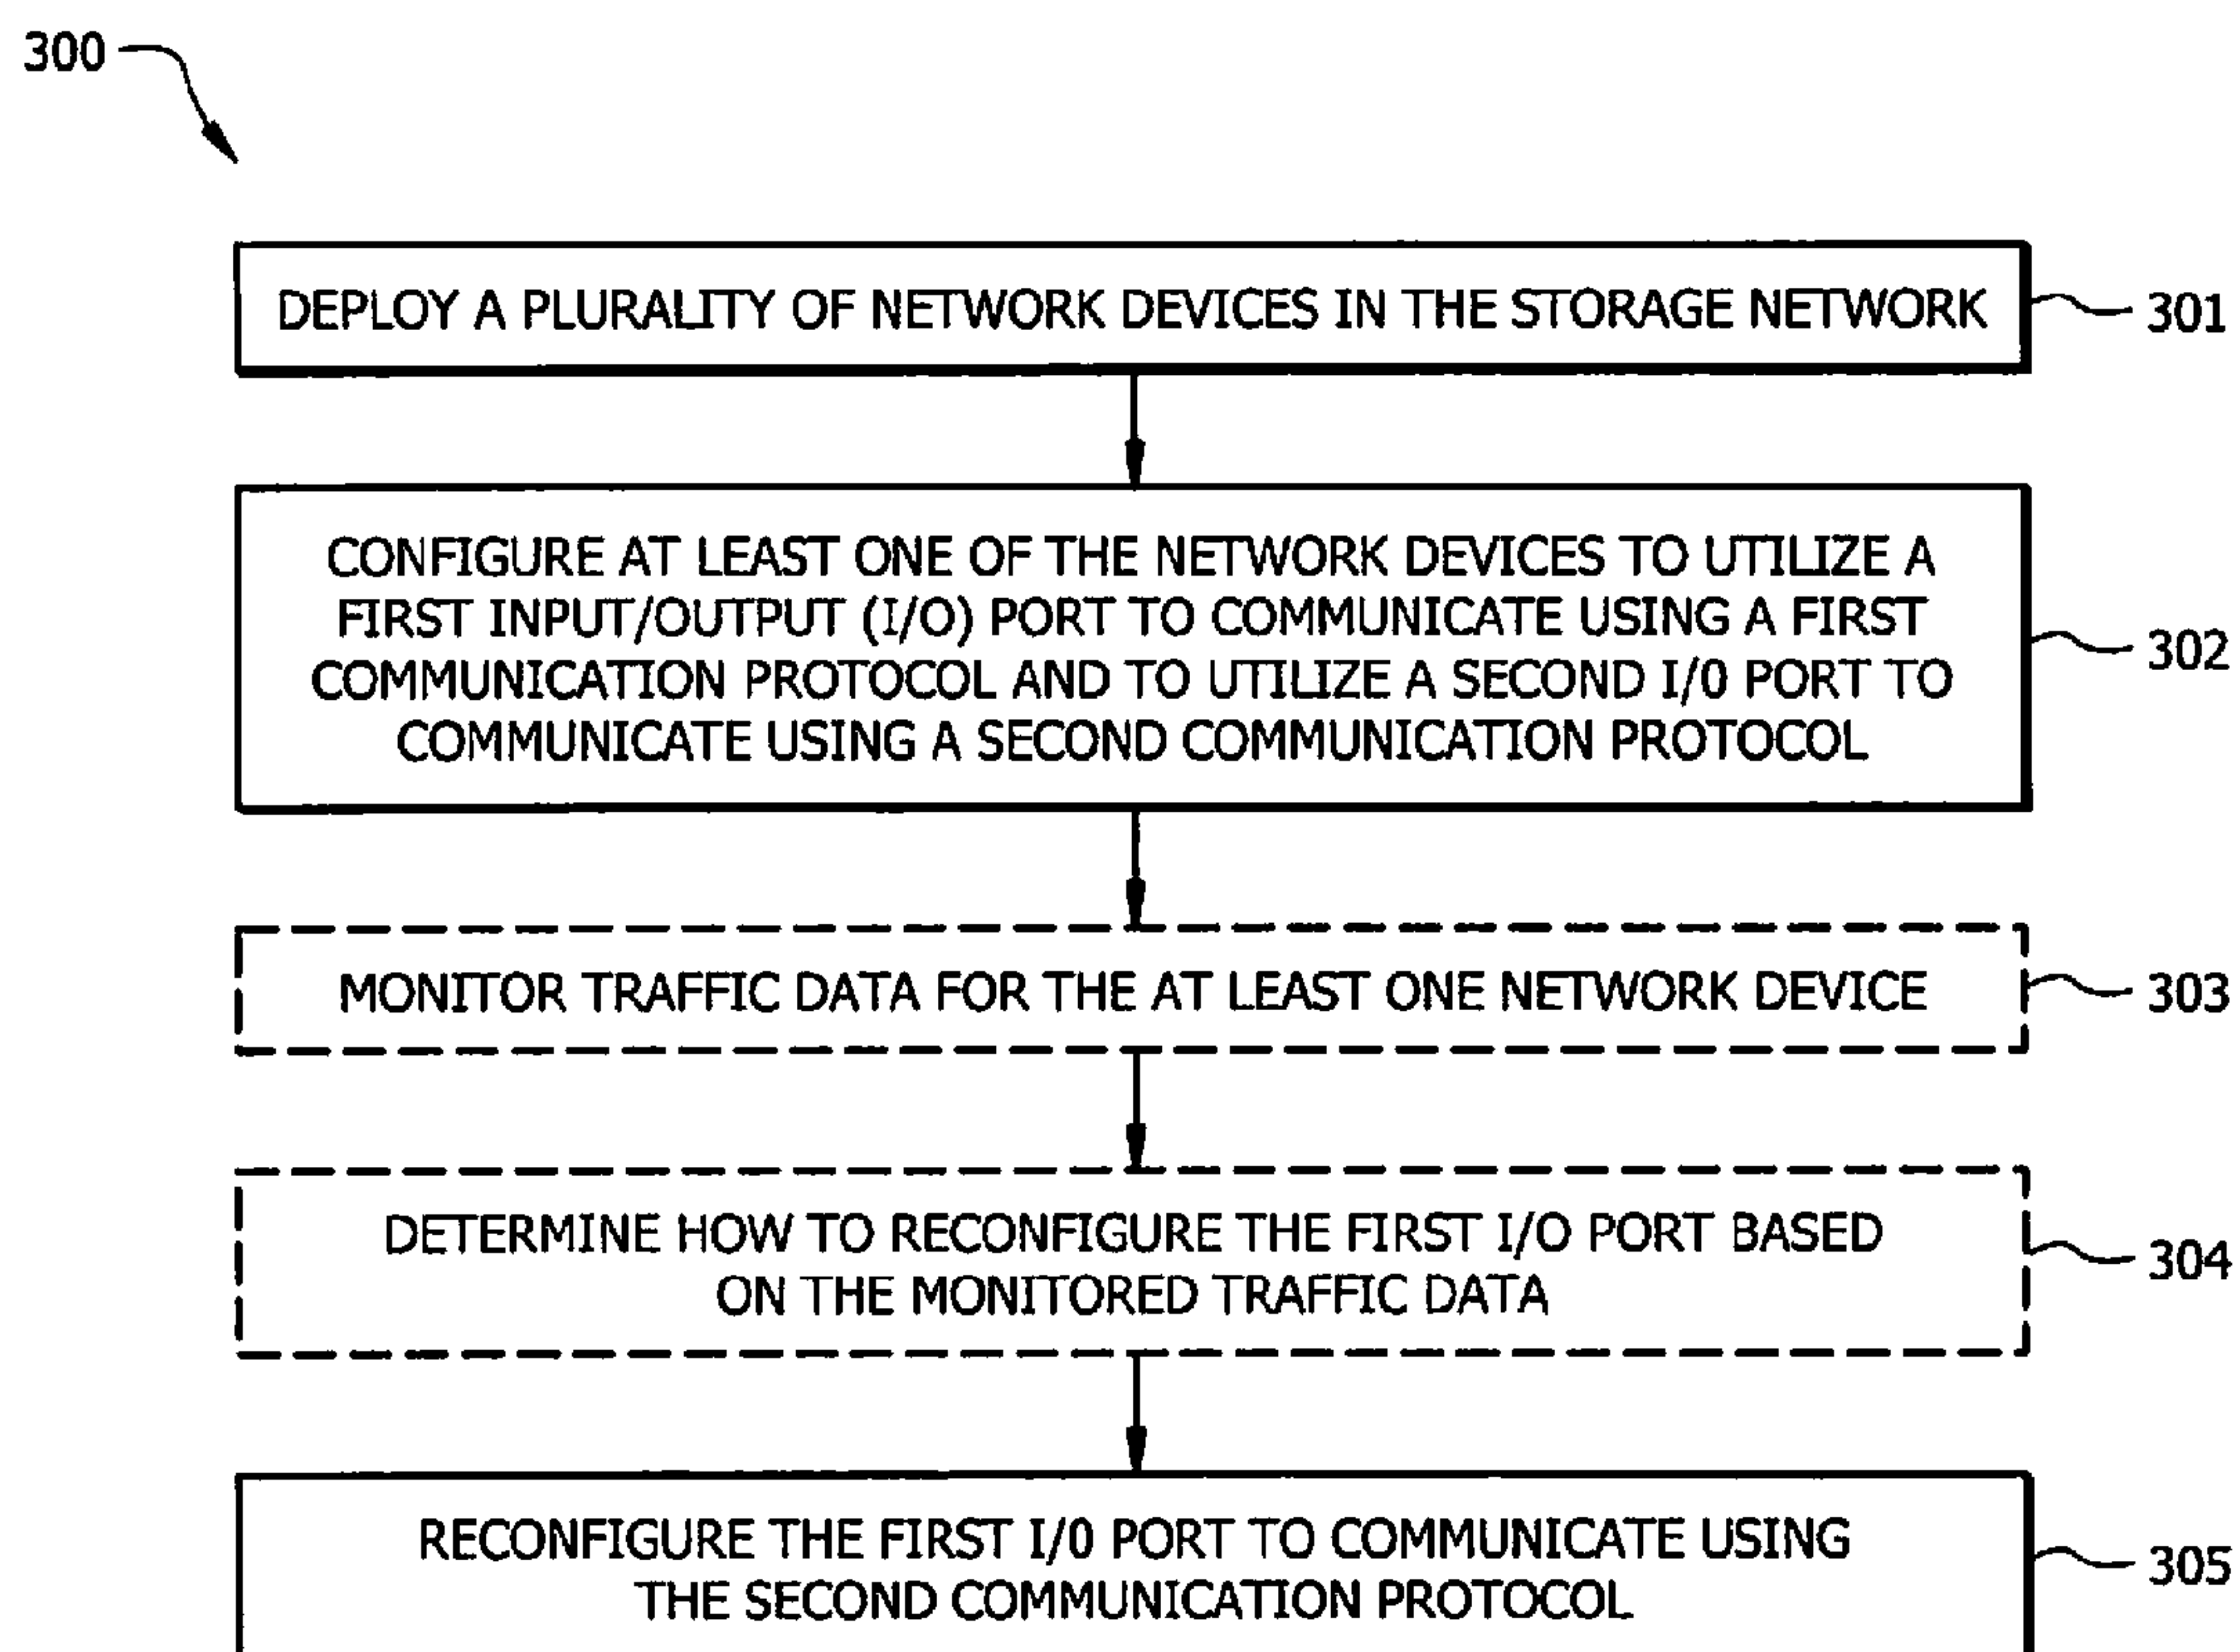 300
DEPLOY A PLURALITY OF NETWORK DEVICES IN THE STORAGE NETWORK
301
CONFIGURE AT LEAST ONE OF THE NETWORK DEVICES TO UTILIZE A
FIRST INPUT/OUTPUT (I/O) PORT TO COMMUNICATE USING A FIRST
COMMUNICATION PROTOCOL AND TO UTILIZE A SECOND I/0 PORT TO
COMMUNICATE USING A SECOND COMMUNICATION PROTOCOL
302
MONITOR TRAFFIC DATA FOR THE AT LEAST ONE NETWORK DEVICE
303
DETERMINE HOW TO RECONFIGURE THE FIRST I/O PORT BASED
ON THE MONITORED TRAFFIC DATA
304
RECONFIGURE THE FIRST I/0 PORT TO COMMUNICATE USING
THE SECOND COMMUNICATION PROTOCOL
305